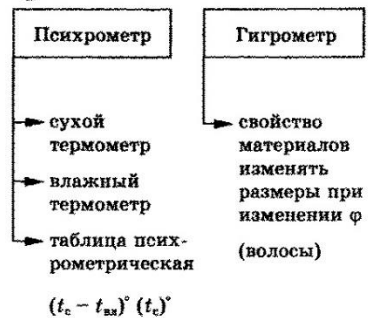 Психрометр
сухой
термометр
влажный
термометр
таблица псих-
рометрическая
(tс − tвл)° (tс)°
Гигрометр
свойство
материалов
изменять
размеры при
изменении φ
(волосы)